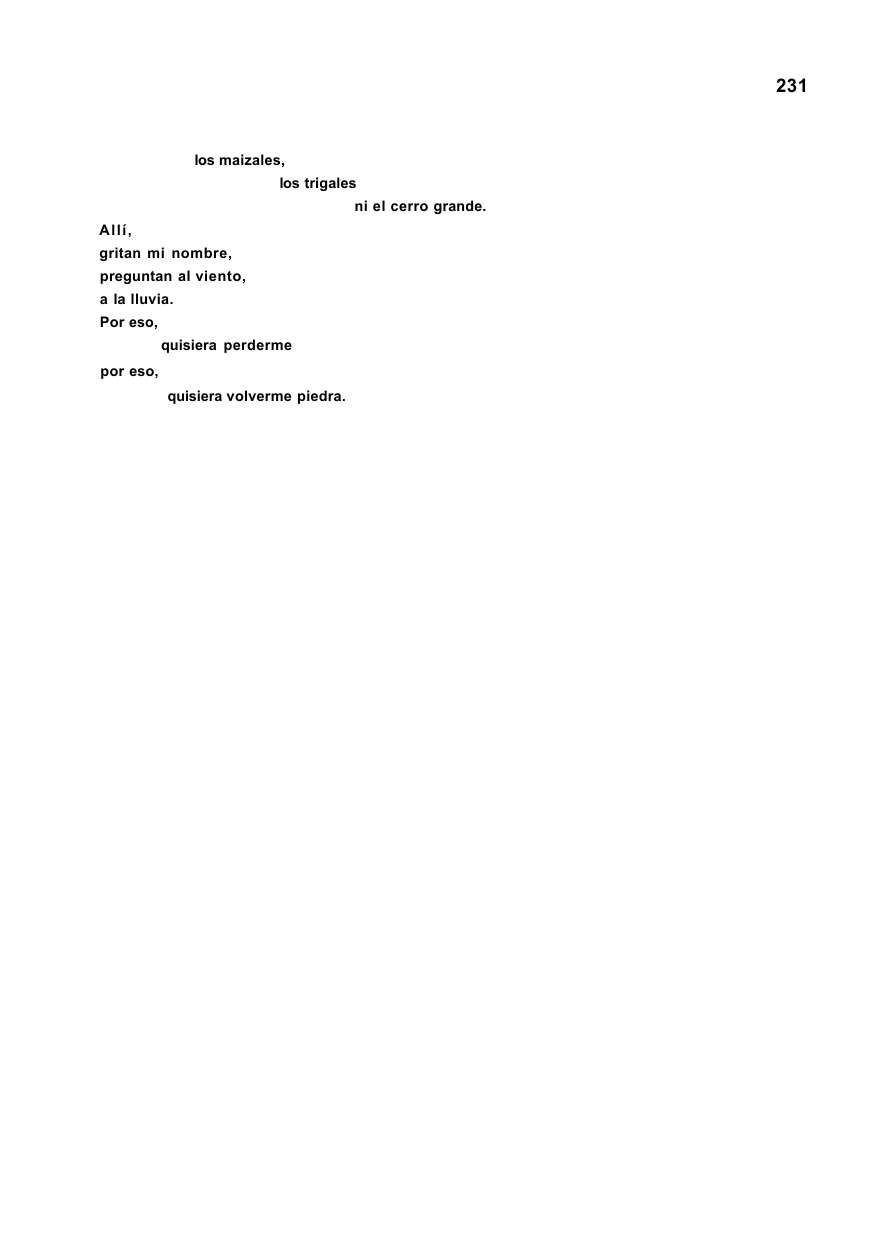 231
los maizales,
los trigales
ni el cerro grande.
Allí,
gritan mi nombre,
preguntan al viento,
a la lluvia.
Por eso,
quisiera perderme
por eso,
quisiera volverme piedra.